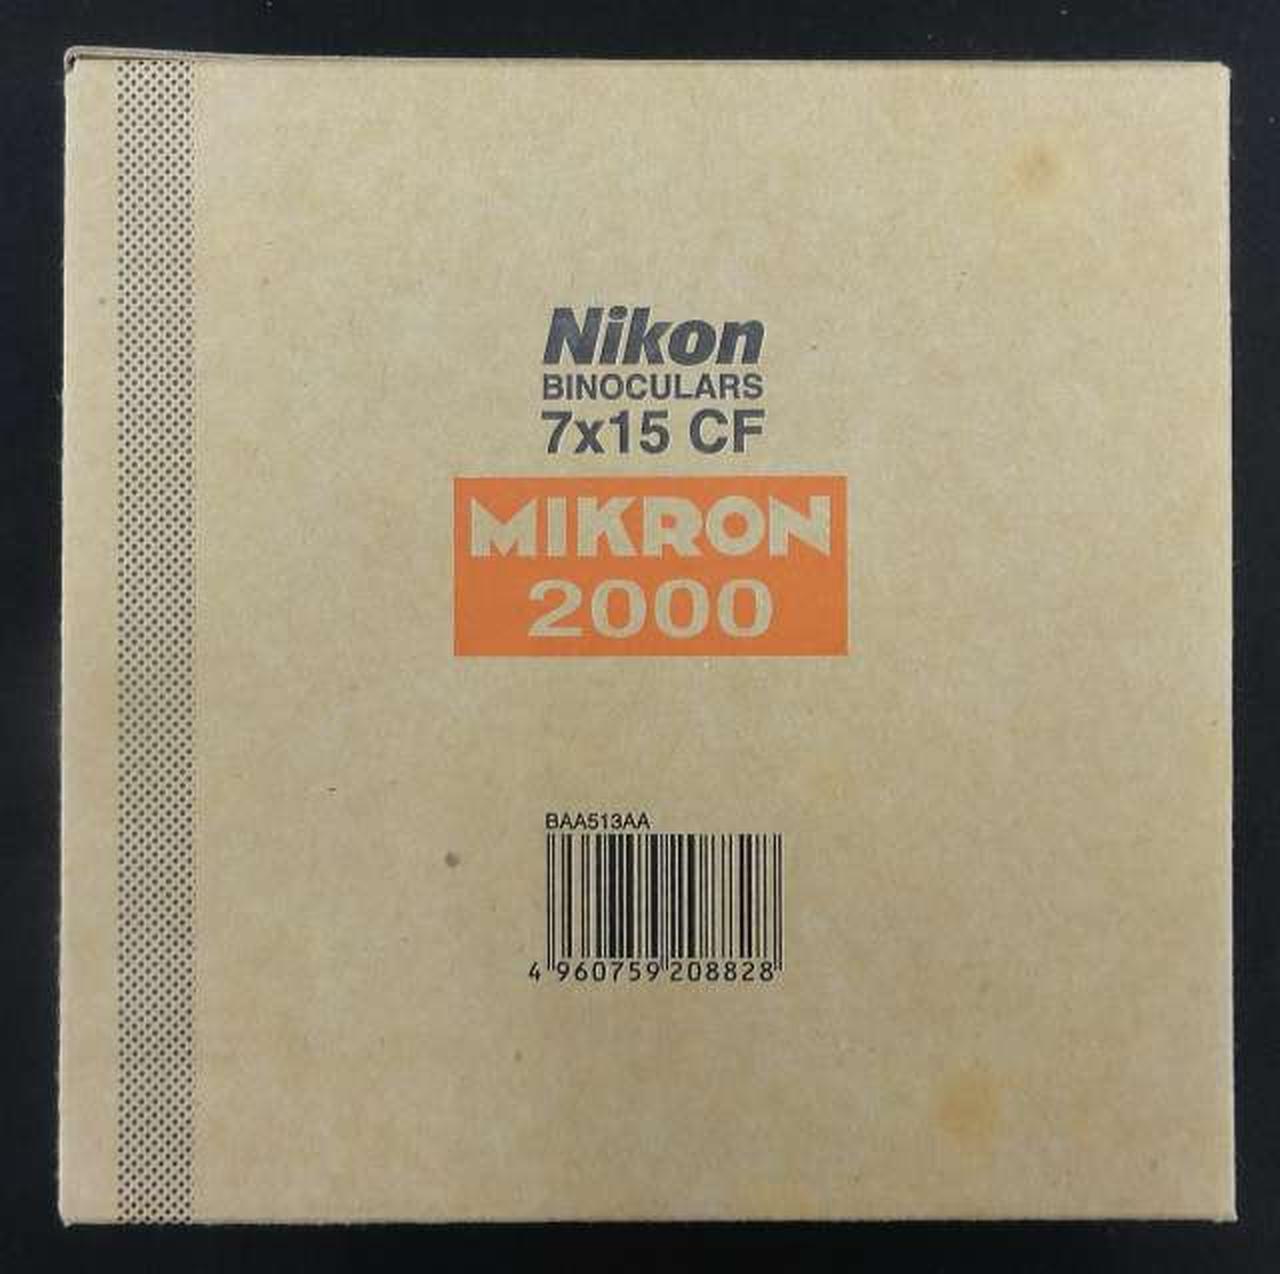 Nikon
BINOCULARS
7x15 CF
MIKRON
2000
BAA513AA
4 960759 208828